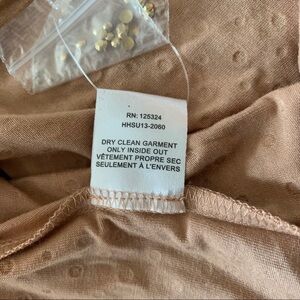 RN: 125324
HHSU13-2060
DRY CLEAN GARMENT
ONLY INSIDE OUT
VÊTEMENT PROPRE SEC
SEULEMENT À L'ENVERS